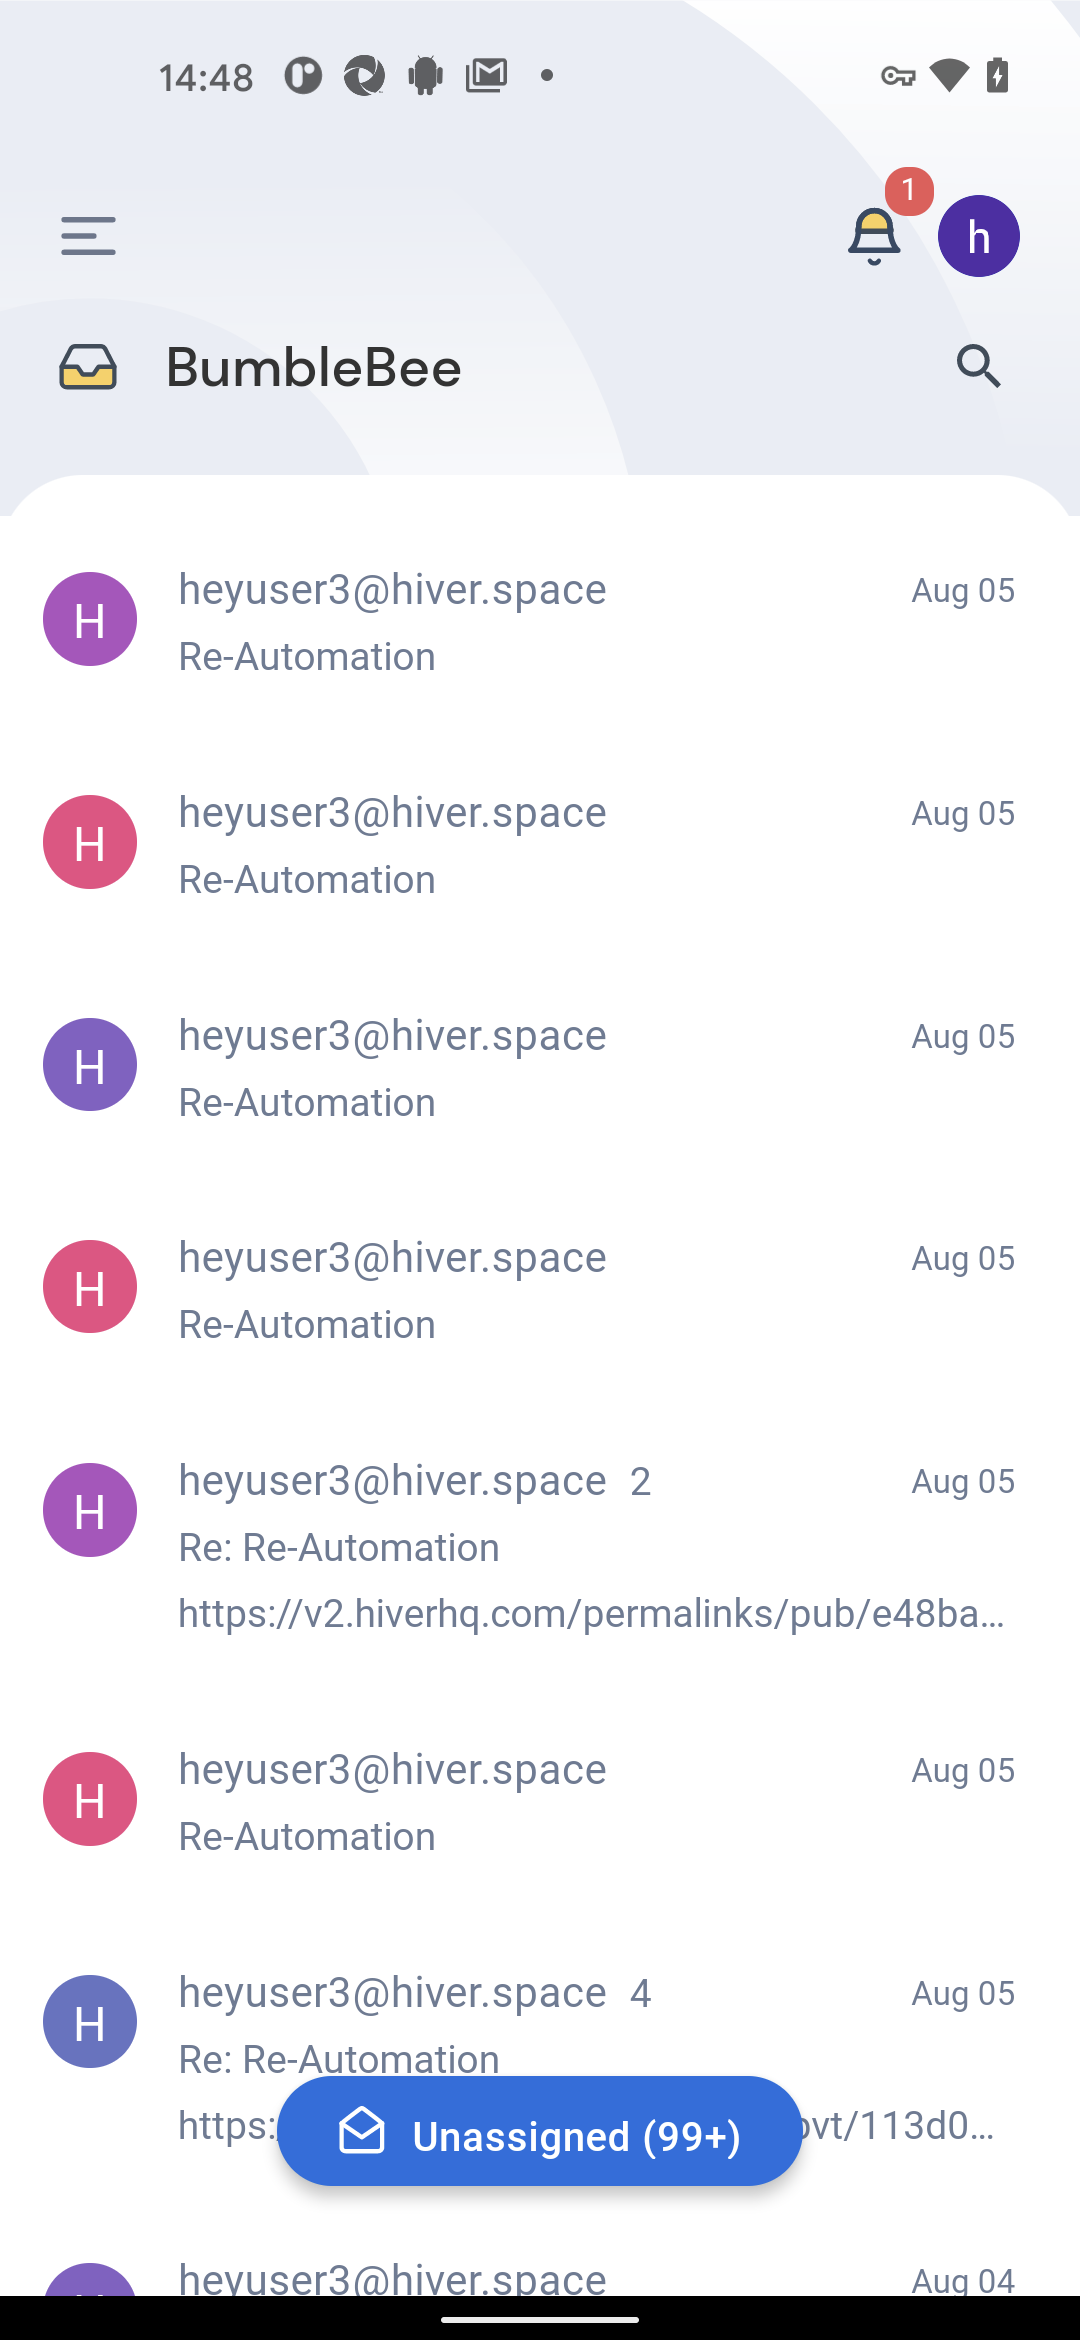 14:48
1
h
BumbleBee
H
heyuser3@hiver.space
Aug 05
Re-Automation
H
heyuser3@hiver.space
Aug 05
Re-Automation
H
heyuser3@hiver.space
Aug 05
Re-Automation
H
heyuser3@hiver.space
Aug 05
Re-Automation
H
heyuser3@hiver.space 2
Aug 05
Re: Re-Automation
https://v2.hiverhq.com/permalinks/pub/e48ba...
H
heyuser3@hiver.space
Aug 05
Re-Automation
H
heyuser3@hiver.space 4
Aug 05
Re: Re-Automation
https:
vt/113d0...
Unassigned (99+)
heyuser3@hiver.space
Aug 04